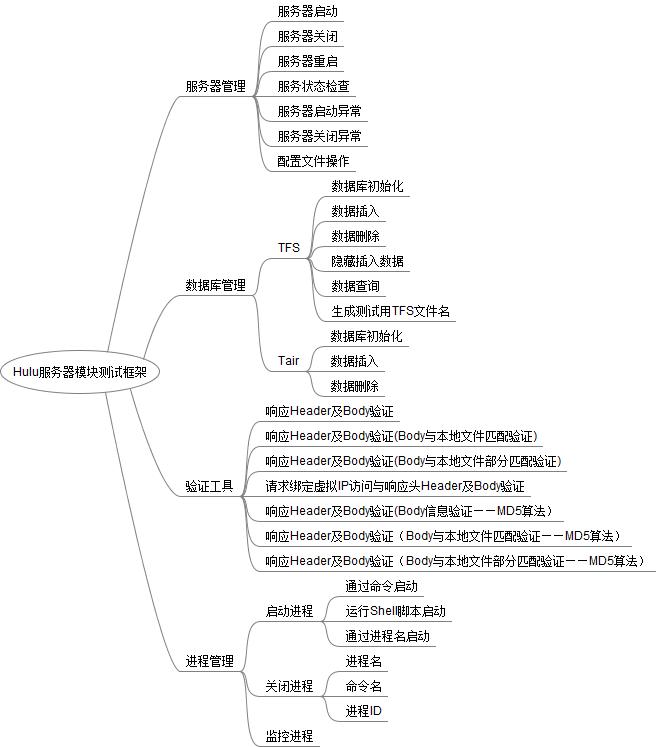 服务器启动
服务器关闭
服务器重启
服务器管理
服务状态检查
服务器启动异常
服务器关闭异常
配置文件操作
数据库初始化
数据插入
数据删除
TFS
隐藏插入数据
数据库管理
数据查询
生成测试用TFS文件名
数据库初始化
Tair
数据插入
Hulu服务器模块测试框架
数据删除
响应Header及Body验证
响应Header及Body验证(Body与本地文件匹配验证)
响应Header及Body验证(Body与本地文件部分匹配验证)
验证工具
请求绑定虚拟IP访问与响应头Header及Body验证
响应Header及Body验证(Body信息验证——MD5算法）
响应Header及Body验证（Body与本地文件匹配验证——MD5算法）
响应Header及Body验证（Body与本地文件部分匹配验证——MD5算法）
通过命令启动
启动进程
运行Shell脚本启动
通过进程名启动
进程管理
进程名
关闭进程
命令名
进程ID
监控进程